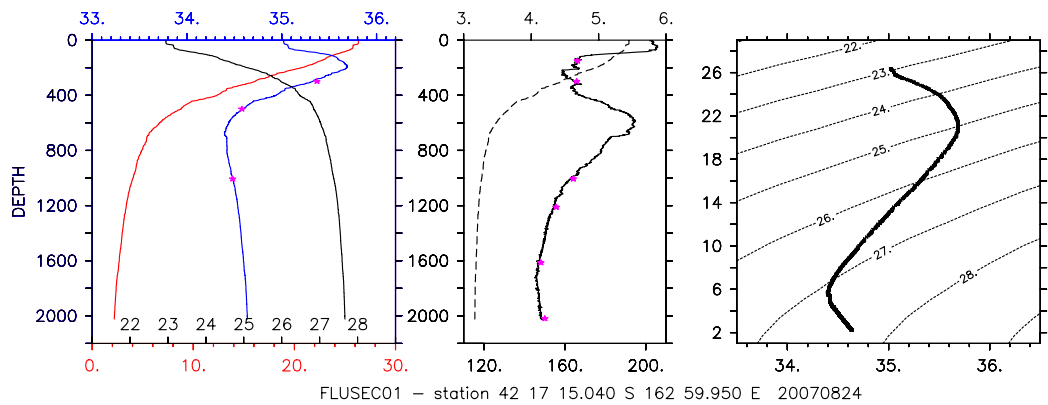 33. 34. 35. 36. 3. 4. 5. 6.
0 400 800 1200 1600 2000
DEPTH
22 23 24 25 26 27 28
0. 10. 20. 30.
0 400 800 1200 1600 2000
120. 160. 200.
26 22 18 14 10 6 2
22. 23. 24. 25. 26. 27. 28.
34. 35. 36.
FLUSEC01 – station 42 17 15.040 S 162 59.950 E 20070824